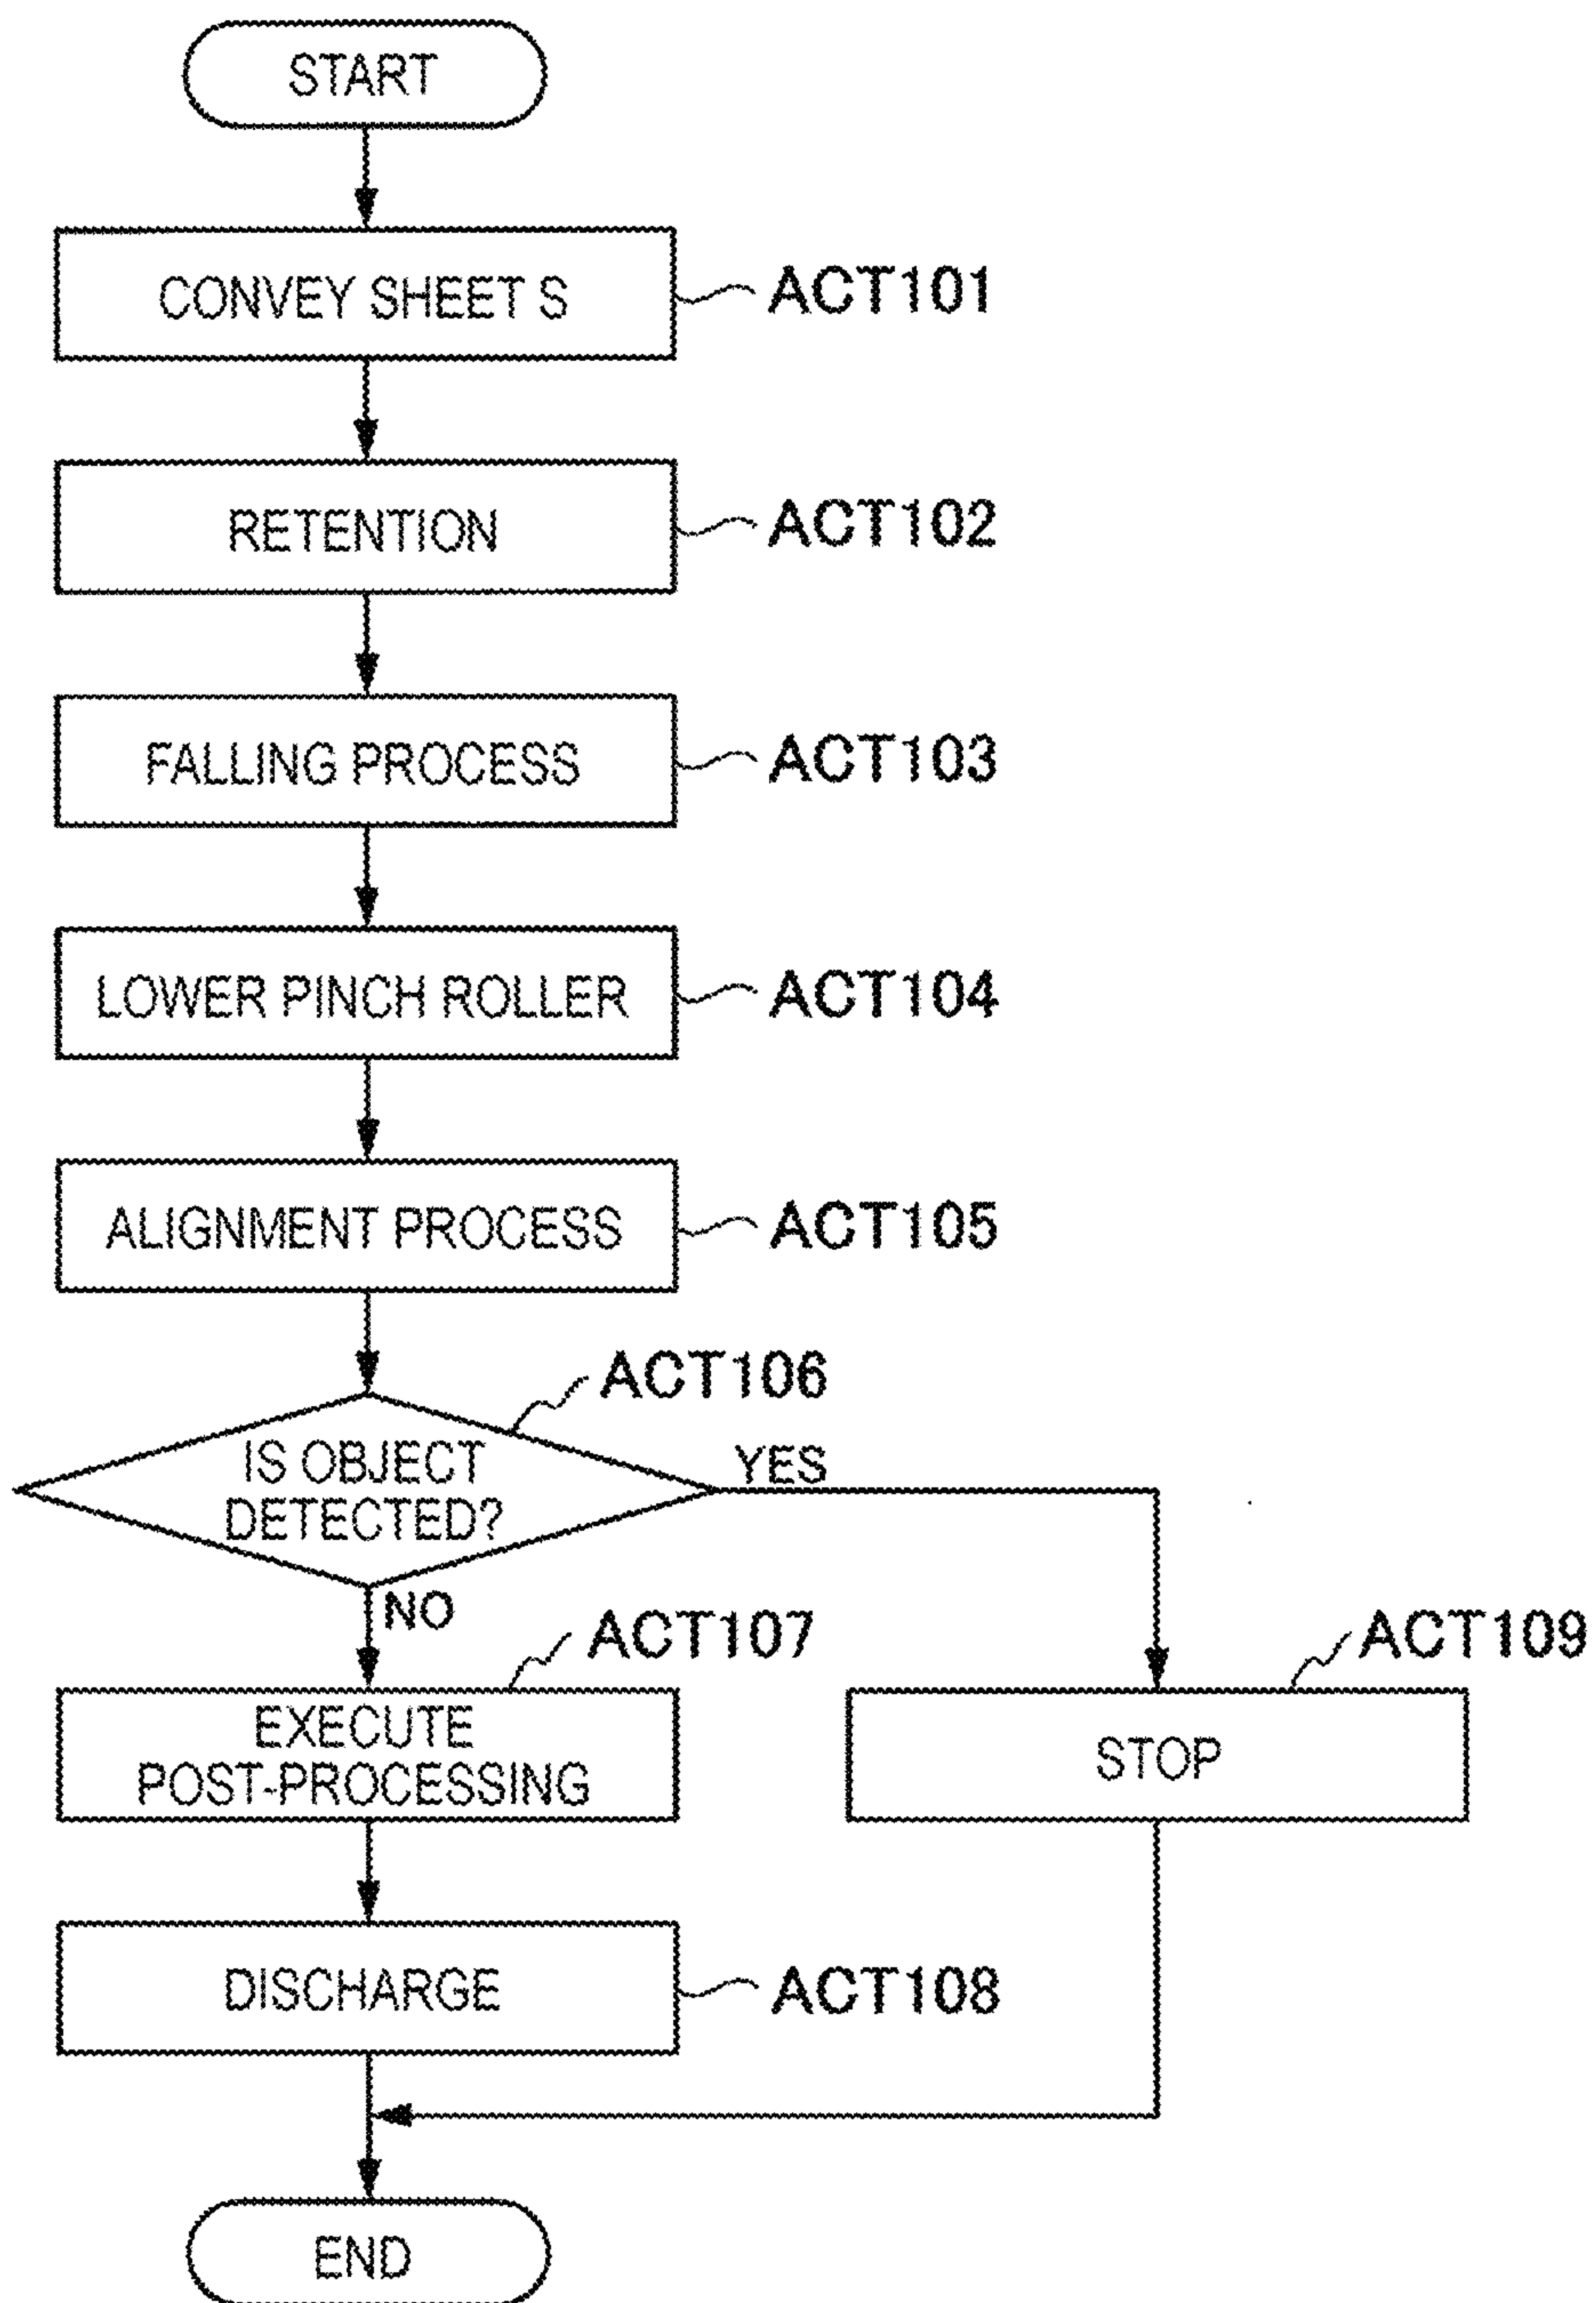 START
CONVEY SHEET S
ACT101
RETENTION
ACT102
FALLING PROCESS
ACT103
LOWER PINCH ROLLER
ACT104
ALIGNMENT PROCESS
ACT105
ACT106
IS OBJECT
DETECTED?
YES
NO
ACT107
EXECUTE
POST-PROCESSING
ACT109
STOP
DISCHARGE
ACT108
END